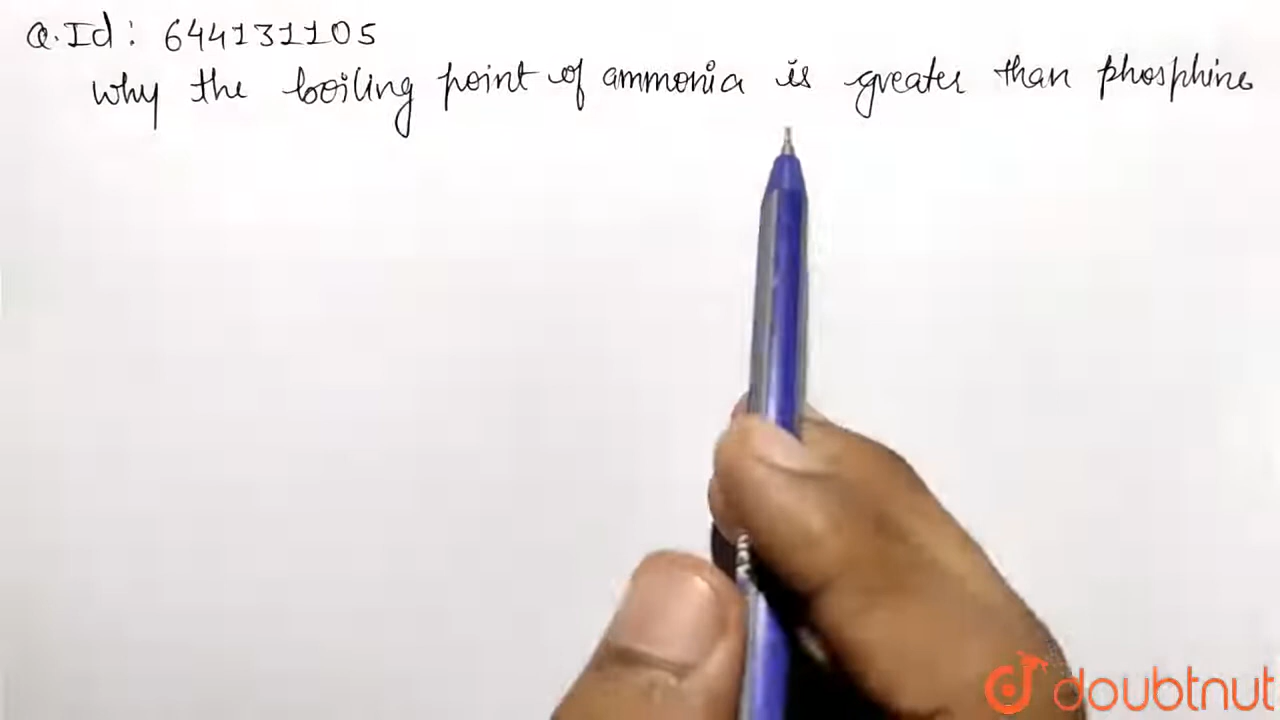 Q.Id: 644131105
why the boiling point of ammonia is greater than phosphine
doubtnut